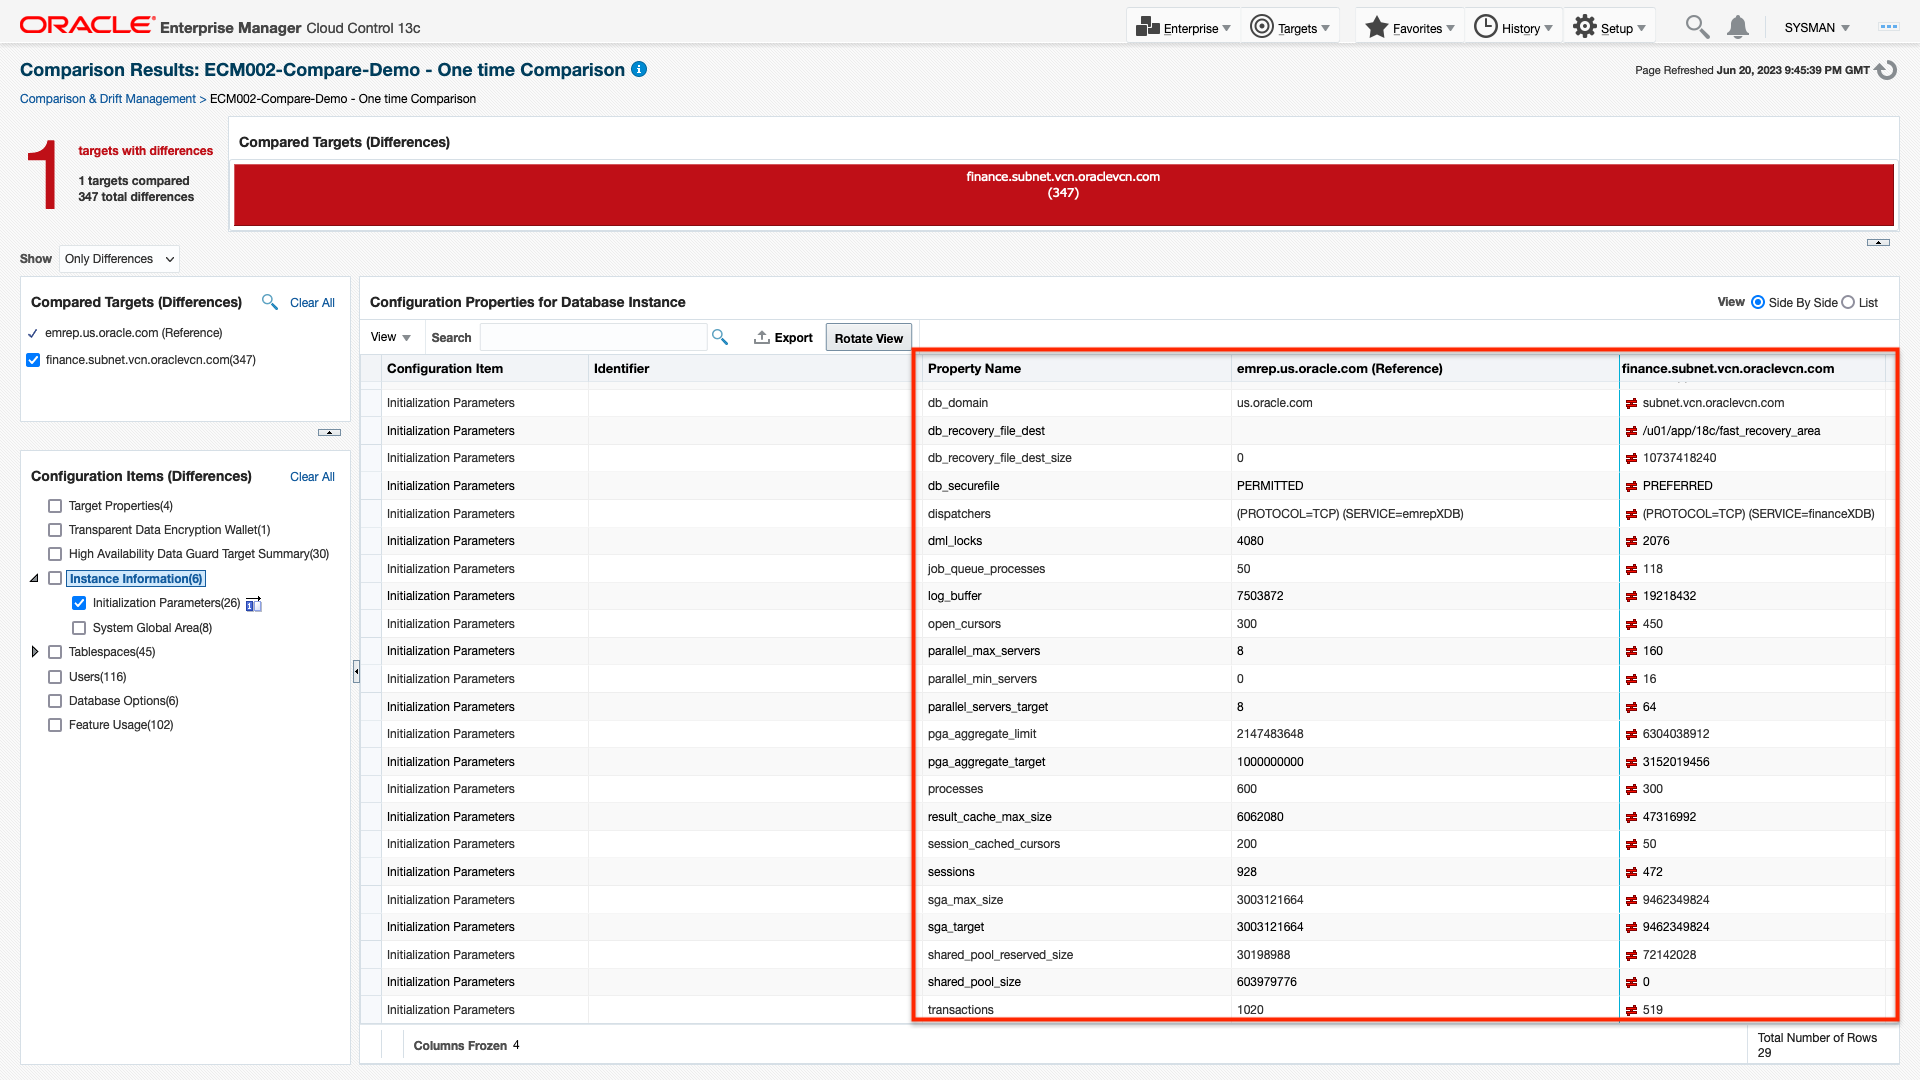 ORACLE Enterprise Manager Cloud Control 13c
Enterprise
Targets
Favorites
History
Setup
SYSMAN
Comparison Results: ECM002-Compare-Demo - One time Comparison
Page Refreshed Jun 20, 2023 9:45:39 PM GMT
Comparison & Drift Management > ECM002-Compare-Demo - One time Comparison
1
targets with differences
1 targets compared
347 total differences
Compared Targets (Differences)
finance.subnet.vcn.oraclevcn.com
(347)
Show Only Differences
Compared Targets (Differences) Clear All
emrep.us.oracle.com (Reference)
finance.subnet.vcn.oraclevcn.com(347)
Configuration Items (Differences) Clear All
Target Properties(4)
Transparent Data Encryption Wallet(1)
High Availability Data Guard Target Summary(30)
Instance Information(6)
Initialization Parameters(26)
System Global Area(8)
Tablespaces(45)
Users(116)
Database Options(6)
Feature Usage(102)
Configuration Properties for Database Instance
View Side By Side List
View Search Export Rotate View
Configuration Item Identifier Property Name emrep.us.oracle.com (Reference) finance.subnet.vcn.oraclevcn.com
Initialization Parameters db_domain us.oracle.com subnet.vcn.oraclevcn.com
Initialization Parameters db_recovery_file_dest /u01/app/18c/fast_recovery_area
Initialization Parameters db_recovery_file_dest_size 0 10737418240
Initialization Parameters db_securefile PERMITTED PREFERRED
Initialization Parameters dispatchers (PROTOCOL=TCP) (SERVICE=emrepXDB) (PROTOCOL=TCP) (SERVICE=financeXDB)
Initialization Parameters dml_locks 4080 2076
Initialization Parameters job_queue_processes 50 118
Initialization Parameters log_buffer 7503872 19218432
Initialization Parameters open_cursors 300 450
Initialization Parameters parallel_max_servers 8 160
Initialization Parameters parallel_min_servers 0 16
Initialization Parameters parallel_servers_target 8 64
Initialization Parameters pga_aggregate_limit 2147483648 6304038912
Initialization Parameters pga_aggregate_target 1000000000 3152019456
Initialization Parameters processes 600 300
Initialization Parameters result_cache_max_size 6062080 47316992
Initialization Parameters session_cached_cursors 200 50
Initialization Parameters sessions 928 472
Initialization Parameters sga_max_size 3003121664 9462349824
Initialization Parameters sga_target 3003121664 9462349824
Initialization Parameters shared_pool_reserved_size 30198988 72142028
Initialization Parameters shared_pool_size 603979776 0
Initialization Parameters transactions 1020 519
Columns Frozen 4
Total Number of Rows
29